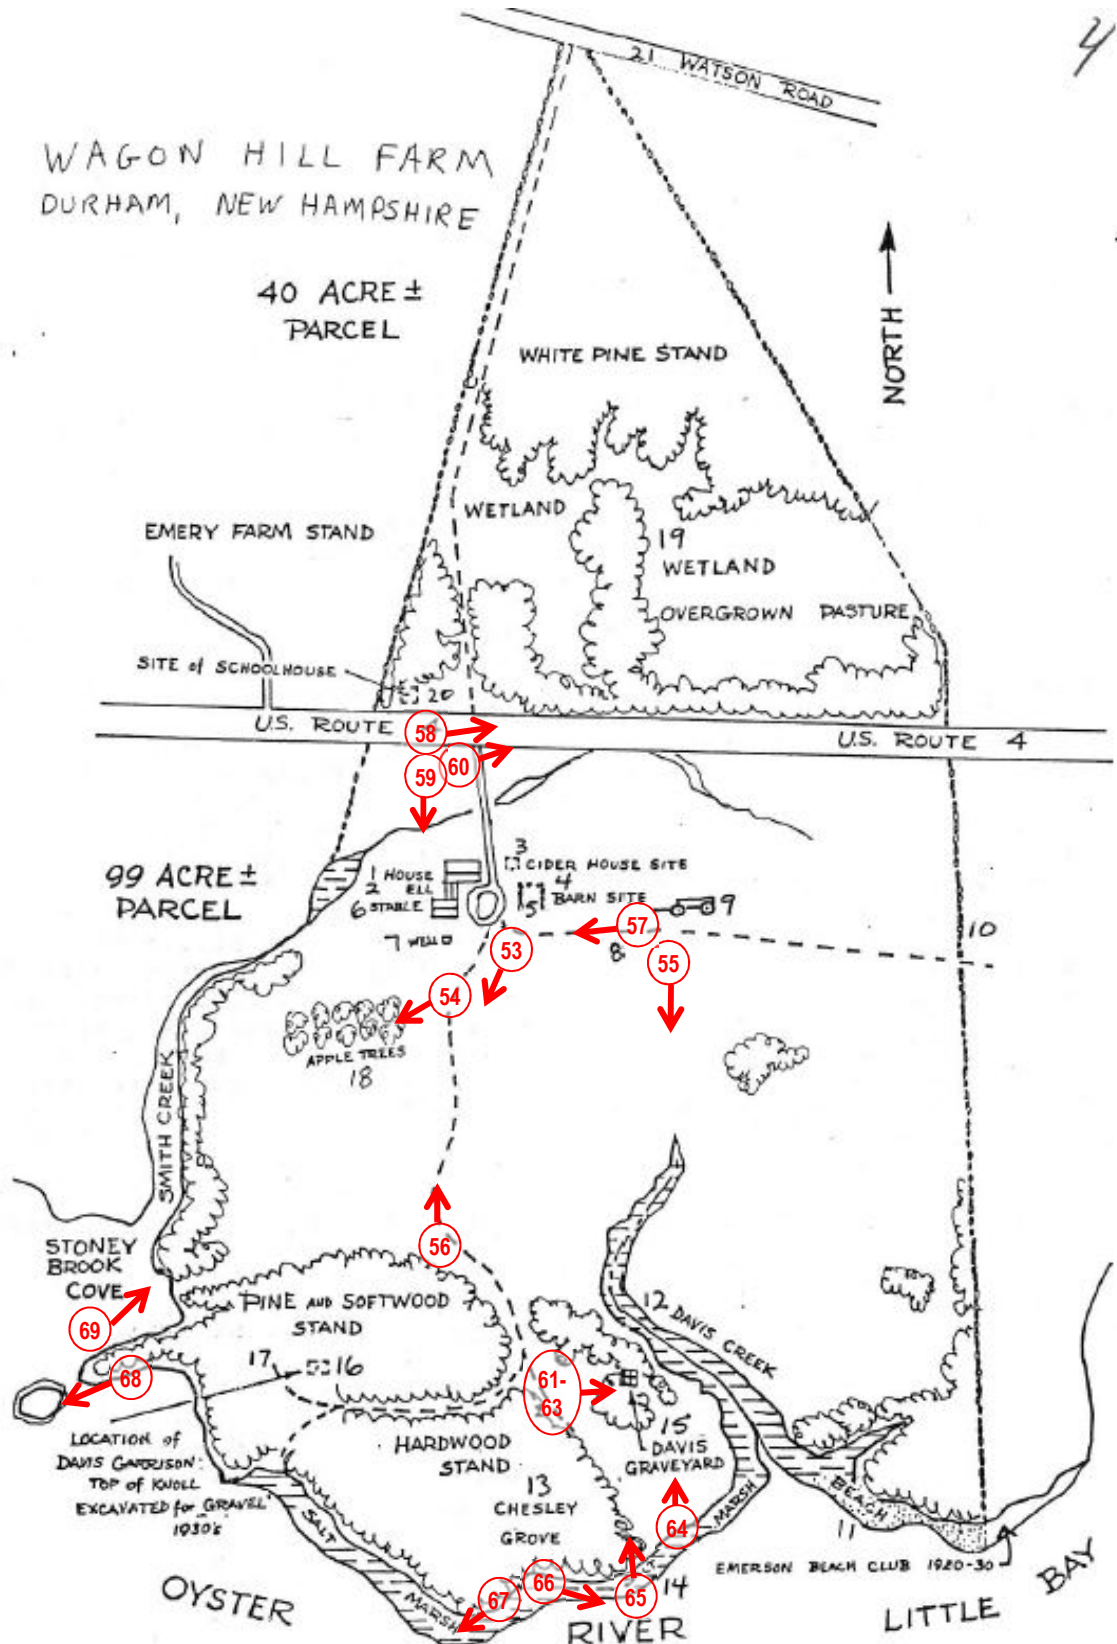 4
21 WATSON ROAD
WAGON HILL FARM
DURHAM, NEW HAMPSHIRE
40 ACRE ±
PARCEL
NORTH
WHITE PINE STAND
WETLAND
EMERY FARM STAND
19
WETLAND
OVERGROWN PASTURE
SITE of SCHOOLHOUSE
20
U.S. ROUTE
58
U.S. ROUTE 4
59
60
99 ACRE ±
PARCEL
3
CIDER HOUSE SITE
1 HOUSE
2 ELL
4
BARN SITE
5
6 STABLE
9
7 WELL
57
8
10
53
55
54
APPLE TREES
18
SMITH CREEK
56
STONEY
BROOK
COVE
PINE AND SOFTWOOD
STAND
12 DAVIS CREEK
69
17
16
68
61-
63
15
DAVIS
GRAVEYARD
LOCATION of
DAVIS GARRISON:
TOP of KNOLL
EXCAVATED for GRAVEL
1930's
HARDWOOD
STAND
13
CHESLEY
GROVE
64
MARSH
BEACH
11
SALT
MARSH
EMERSON BEACH CLUB 1920-30
66
67
65
14
OYSTER
RIVER
LITTLE BAY